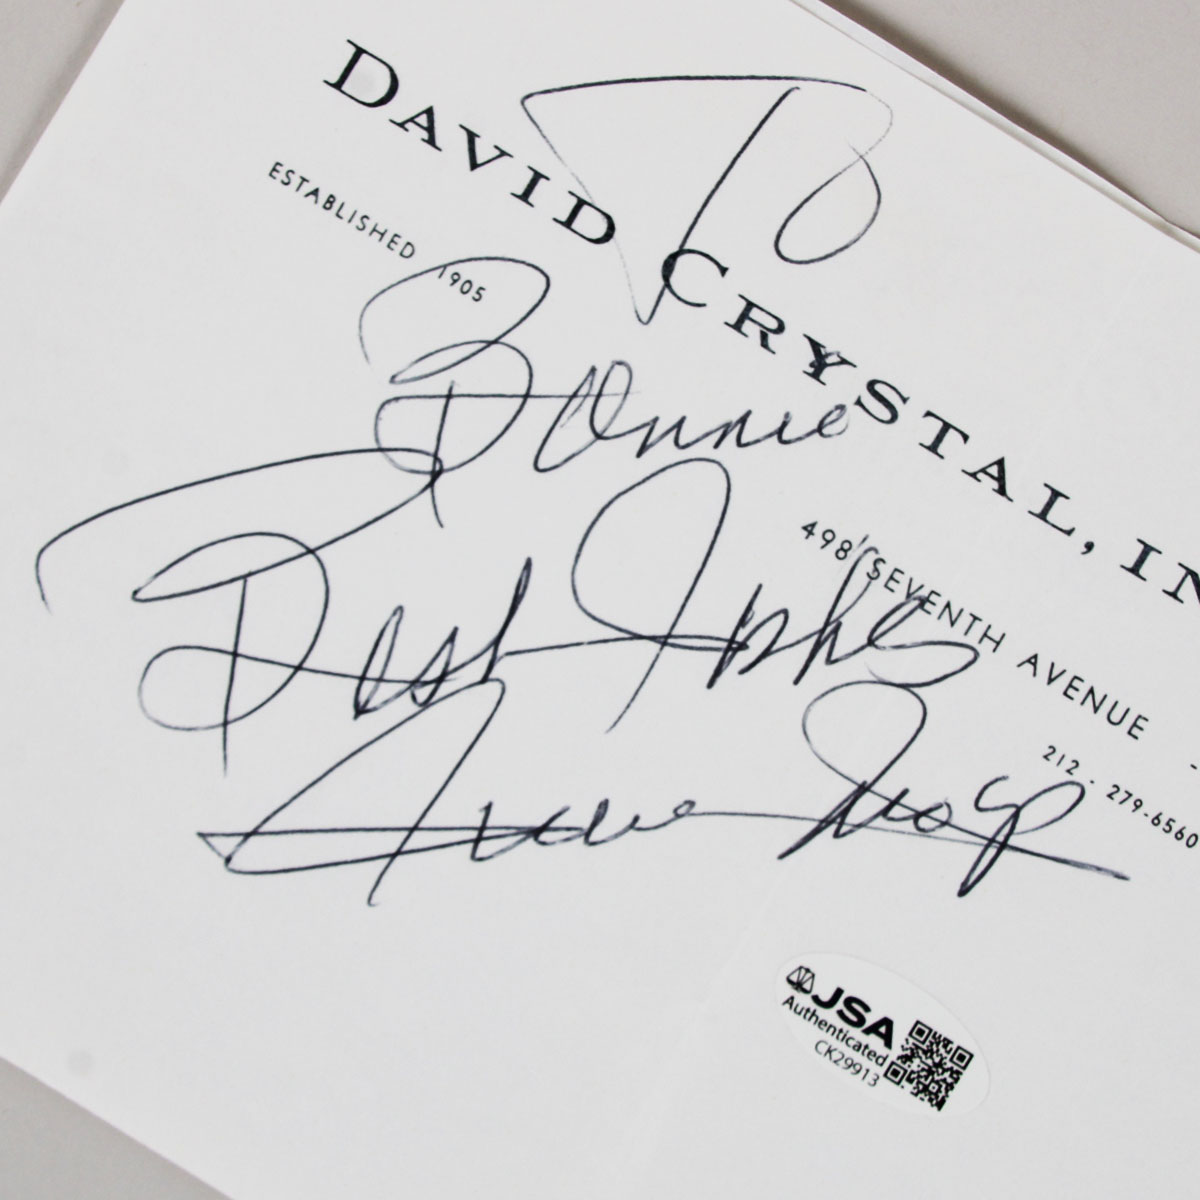 DAVID CRYSTAL, IN
ESTABLISHED 1905
498 SEVENTH AVENUE -
212 - 279-6560
To
Bonnie
Best Wishes
JSA
Authenticated
CK29913